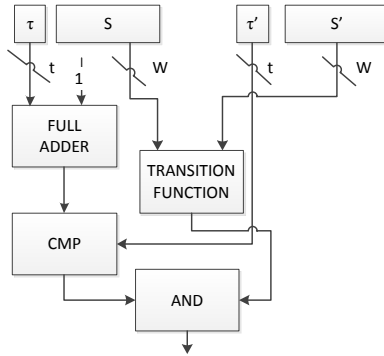 τ
S
τ'
S'
t
1
W
t
W
FULL
ADDER
TRANSITION
FUNCTION
CMP
AND